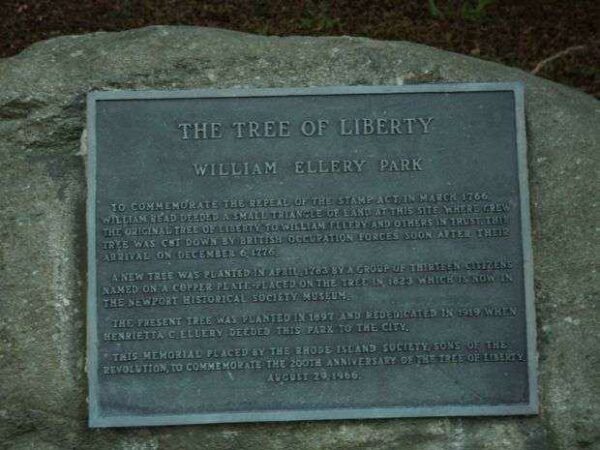 THE TREE OF LIBERTY
WILLIAM ELLERY PARK
TO COMMEMORATE THE REPEAL OF THE STAMP ACT IN MARCH 1766,
WILLIAM READ DEEDED A SMALL TRIANGLE OF LAND AT THIS SITE, WHERE GREW
THE ORIGINAL TREE OF LIBERTY, TO WILLIAM ELLERY AND OTHERS IN TRUST. THIS
TREE WAS CUT DOWN BY BRITISH OCCUPATION FORCES SOON AFTER THEIR
ARRIVAL ON DECEMBER 6, 1776.
A NEW TREE WAS PLANTED IN APRIL, 1783 BY A GROUP OF THIRTEEN CITIZENS
NAMED ON A COPPER PLATE PLACED ON THE TREE IN 1823 WHICH IS NOW IN
THE NEWPORT HISTORICAL SOCIETY MUSEUM.
THE PRESENT TREE WAS PLANTED IN 1897 AND REDEDICATED IN 1919 WHEN
HENRIETTA C. ELLERY DEEDED THIS PARK TO THE CITY.
THIS MEMORIAL PLACED BY THE RHODE ISLAND SOCIETY, SONS OF THE
REVOLUTION, TO COMMEMORATE THE 200TH ANNIVERSARY OF THE TREE OF LIBERTY
AUGUST 29, 1966.